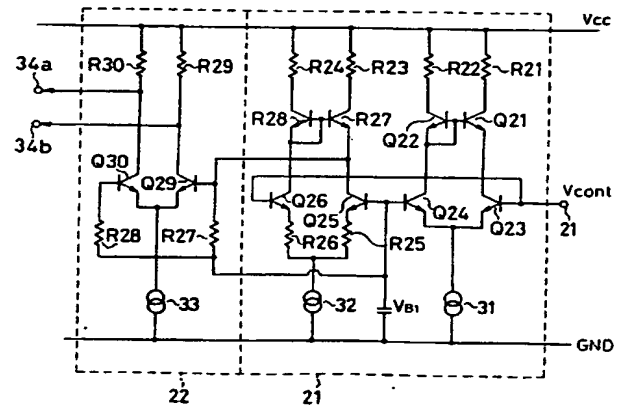 Vcc
34a R30 R29 R24 R23 R22 R21
34b R28 R27 Q22 Q21
Q30 Q29 Q26 Q25 Q24 Q23 Vcont
21
R28 R27 R26 R25
33 32 VB1 31
GND
22 21